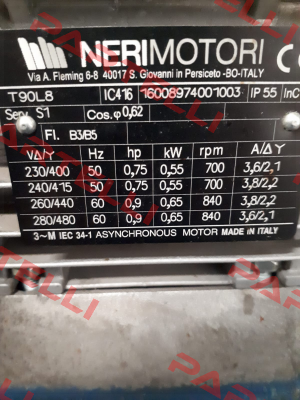 NERIMOTORI CE
Via A. Fleming 6-8 40017 S. Giovanni in Persiceto -BO-ITALY
T90L8 IC416 16008974001003 IP 55 InC
Serv. S1 Cos.φ0,62
Fl. B3/B5
V∆/Y Hz hp kW rpm A/∆ Y
230/400 50 0,75 0,55 700 3,6/2,1
240/415 50 0,75 0,55 700 3,8/2,2
260/440 60 0,9 0,65 840 3,8/2,2
280/480 60 0,9 0,65 840 3,6/2,1
3~M IEC 34-1 ASYNCHRONOUS MOTOR MADE IN ITALY